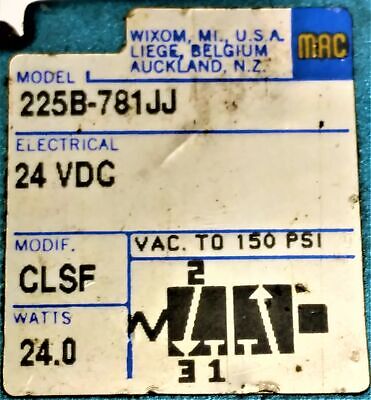 WIXOM, MI., U.S.A.
LIEGE, BELGIUM
AUCKLAND, N.Z.
MAC
MODEL
225B-781JJ
ELECTRICAL
24 VDC
MODIF.
VAC. TO 150 PSI
CLSF
2
WATTS
24.0
3 1